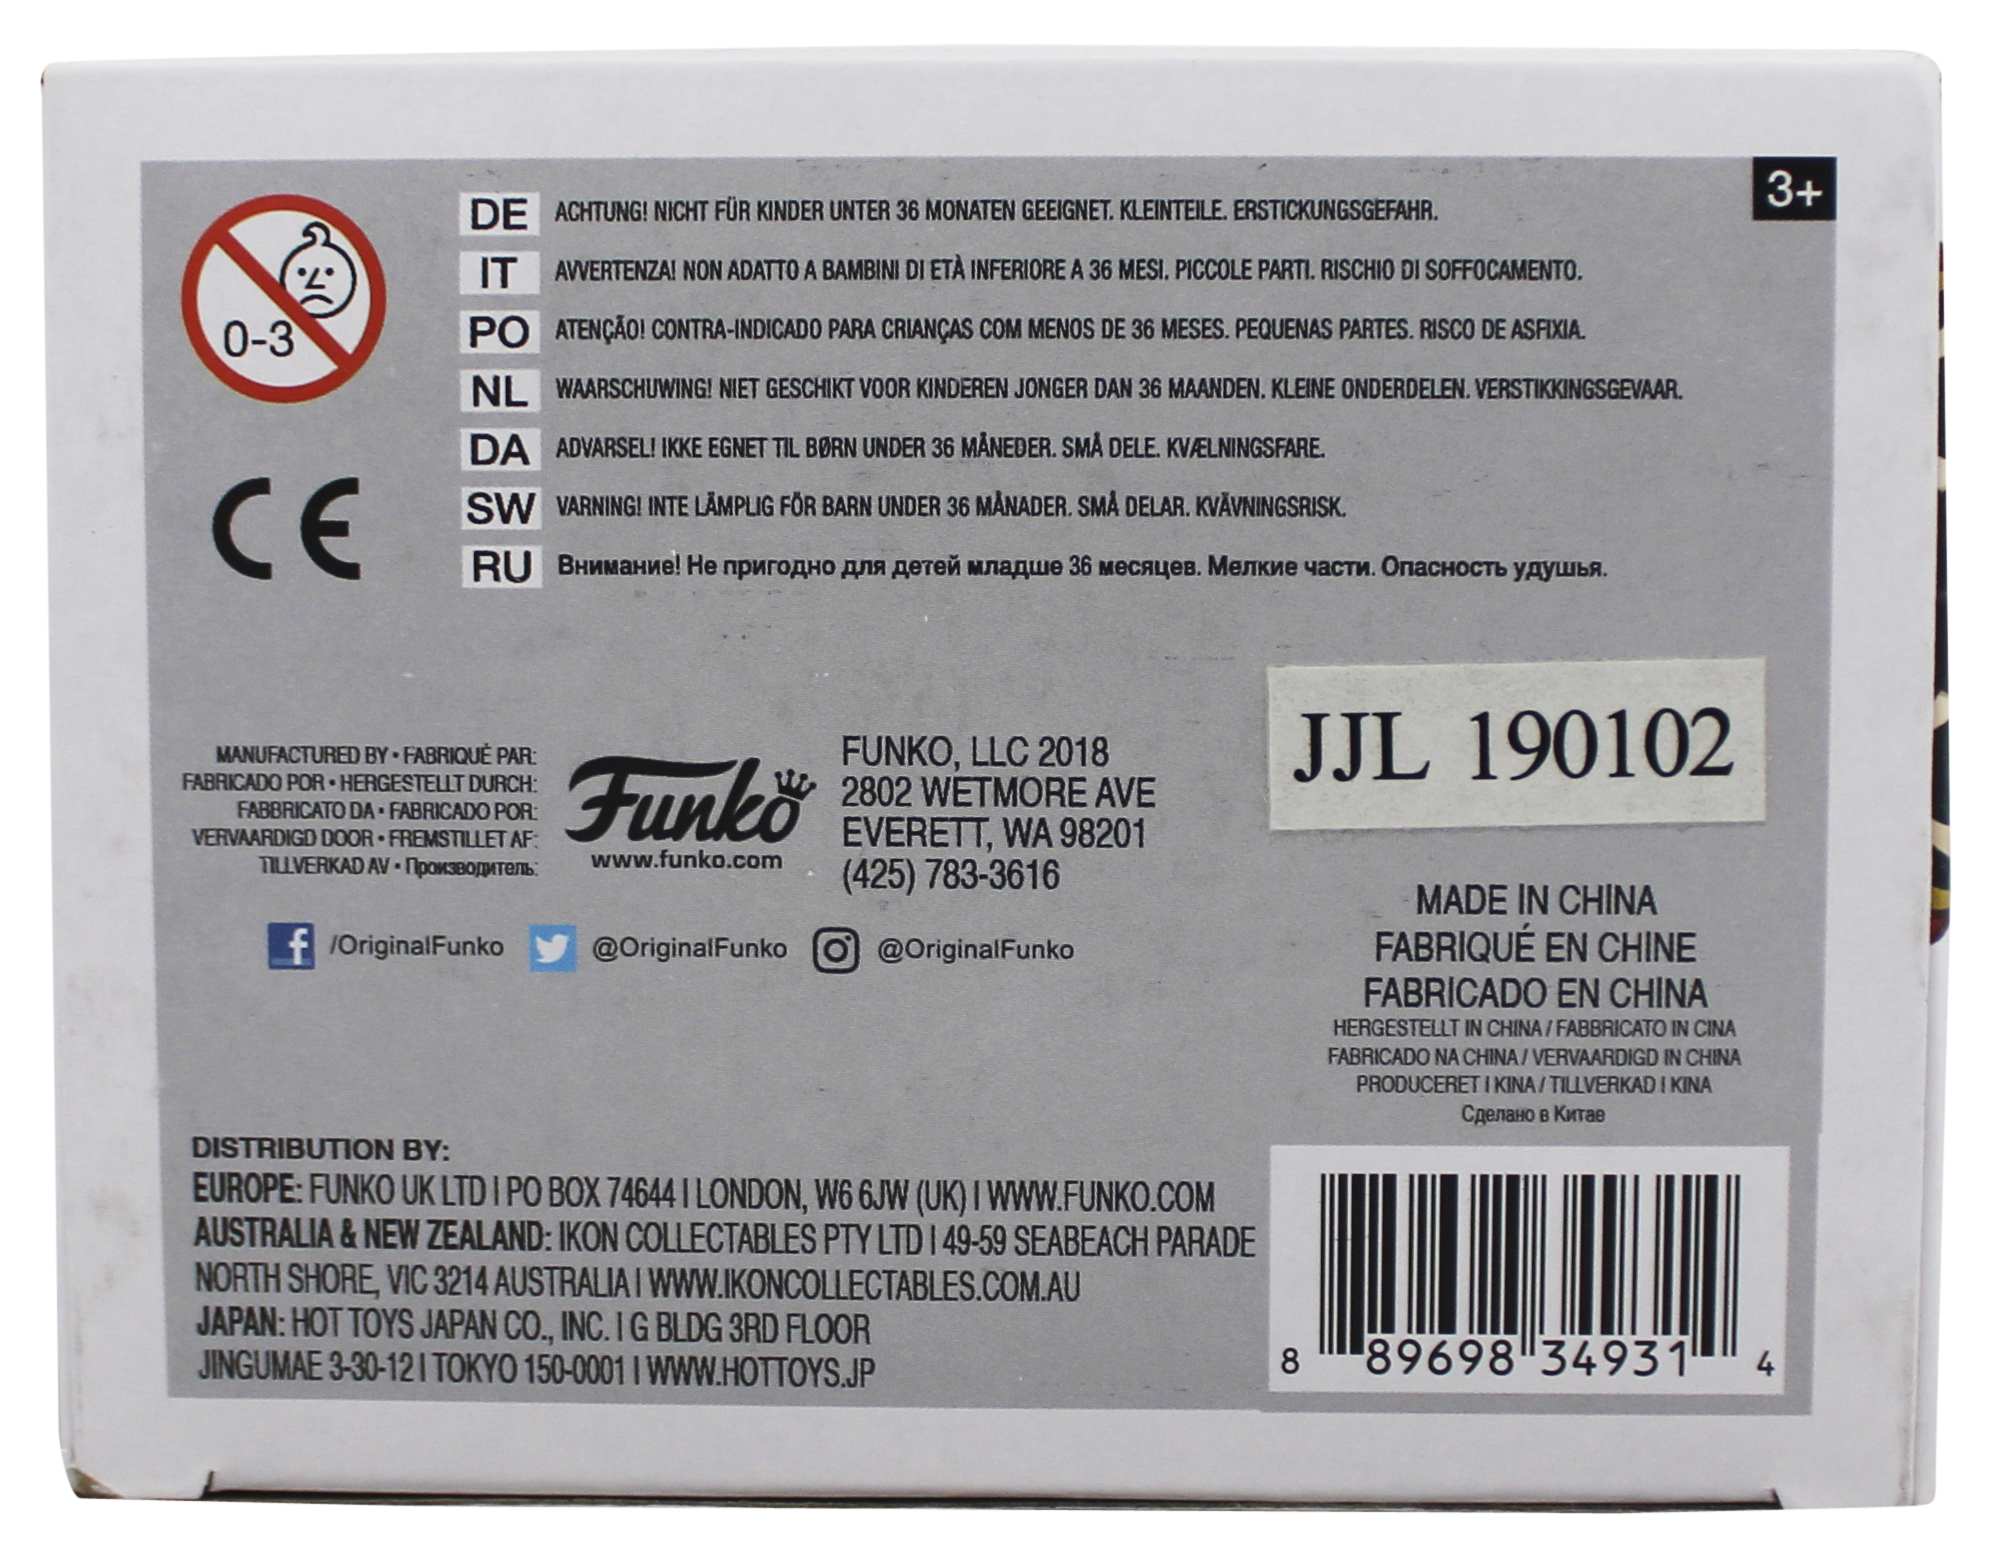 3+
0-3
DE ACHTUNG! NICHT FÜR KINDER UNTER 36 MONATEN GEEIGNET. KLEINTEILE. ERSTICKUNGSGEFAHR.
IT AVVERTENZA! NON ADATTO A BAMBINI DI ETÀ INFERIORE A 36 MESI. PICCOLE PARTI. RISCHIO DI SOFFOCAMENTO.
PO ATENÇÃO! CONTRA-INDICADO PARA CRIANÇAS COM MENOS DE 36 MESES. PEQUENAS PARTES. RISCO DE ASFIXIA.
NL WAARSCHUWING! NIET GESCHIKT VOOR KINDEREN JONGER DAN 36 MAANDEN. KLEINE ONDERDELEN. VERSTIKKINGSGEVAAR.
DA ADVARSEL! IKKE EGNET TIL BØRN UNDER 36 MÅNEDER. SMÅ DELE. KVÆLNINGSFARE.
SW VARNING! INTE LÄMPLIG FÖR BARN UNDER 36 MÅNADER. SMÅ DELAR. KVÄVNINGSRISK.
RU Внимание! Не пригодно для детей младше 36 месяцев. Мелкие части. Опасность удушья.
CE
MANUFACTURED BY • FABRIQUÉ PAR:
FABRICADO POR • HERGESTELLT DURCH:
FABBRICATO DA • FABRICADO POR:
VERVAARDIGD DOOR • FREMSTILLET AF:
TILLVERKAD AV • Производитель:
Funko
www.funko.com
FUNKO, LLC 2018
2802 WETMORE AVE
EVERETT, WA 98201
(425) 783-3616
JJL 190102
/OriginalFunko @OriginalFunko @OriginalFunko
MADE IN CHINA
FABRIQUÉ EN CHINE
FABRICADO EN CHINA
HERGESTELLT IN CHINA / FABBRICATO IN CINA
FABRICADO NA CHINA / VERVAARDIGD IN CHINA
PRODUCERET I KINA / TILLVERKAD I KINA
Сделано в Китае
DISTRIBUTION BY:
EUROPE: FUNKO UK LTD | PO BOX 74644 | LONDON, W6 6JW (UK) | WWW.FUNKO.COM
AUSTRALIA & NEW ZEALAND: IKON COLLECTABLES PTY LTD | 49-59 SEABEACH PARADE
NORTH SHORE, VIC 3214 AUSTRALIA | WWW.IKONCOLLECTABLES.COM.AU
JAPAN: HOT TOYS JAPAN CO., INC. | G BLDG 3RD FLOOR
JINGUMAE 3-30-12 | TOKYO 150-0001 | WWW.HOTTOYS.JP
8 89698 34931 4